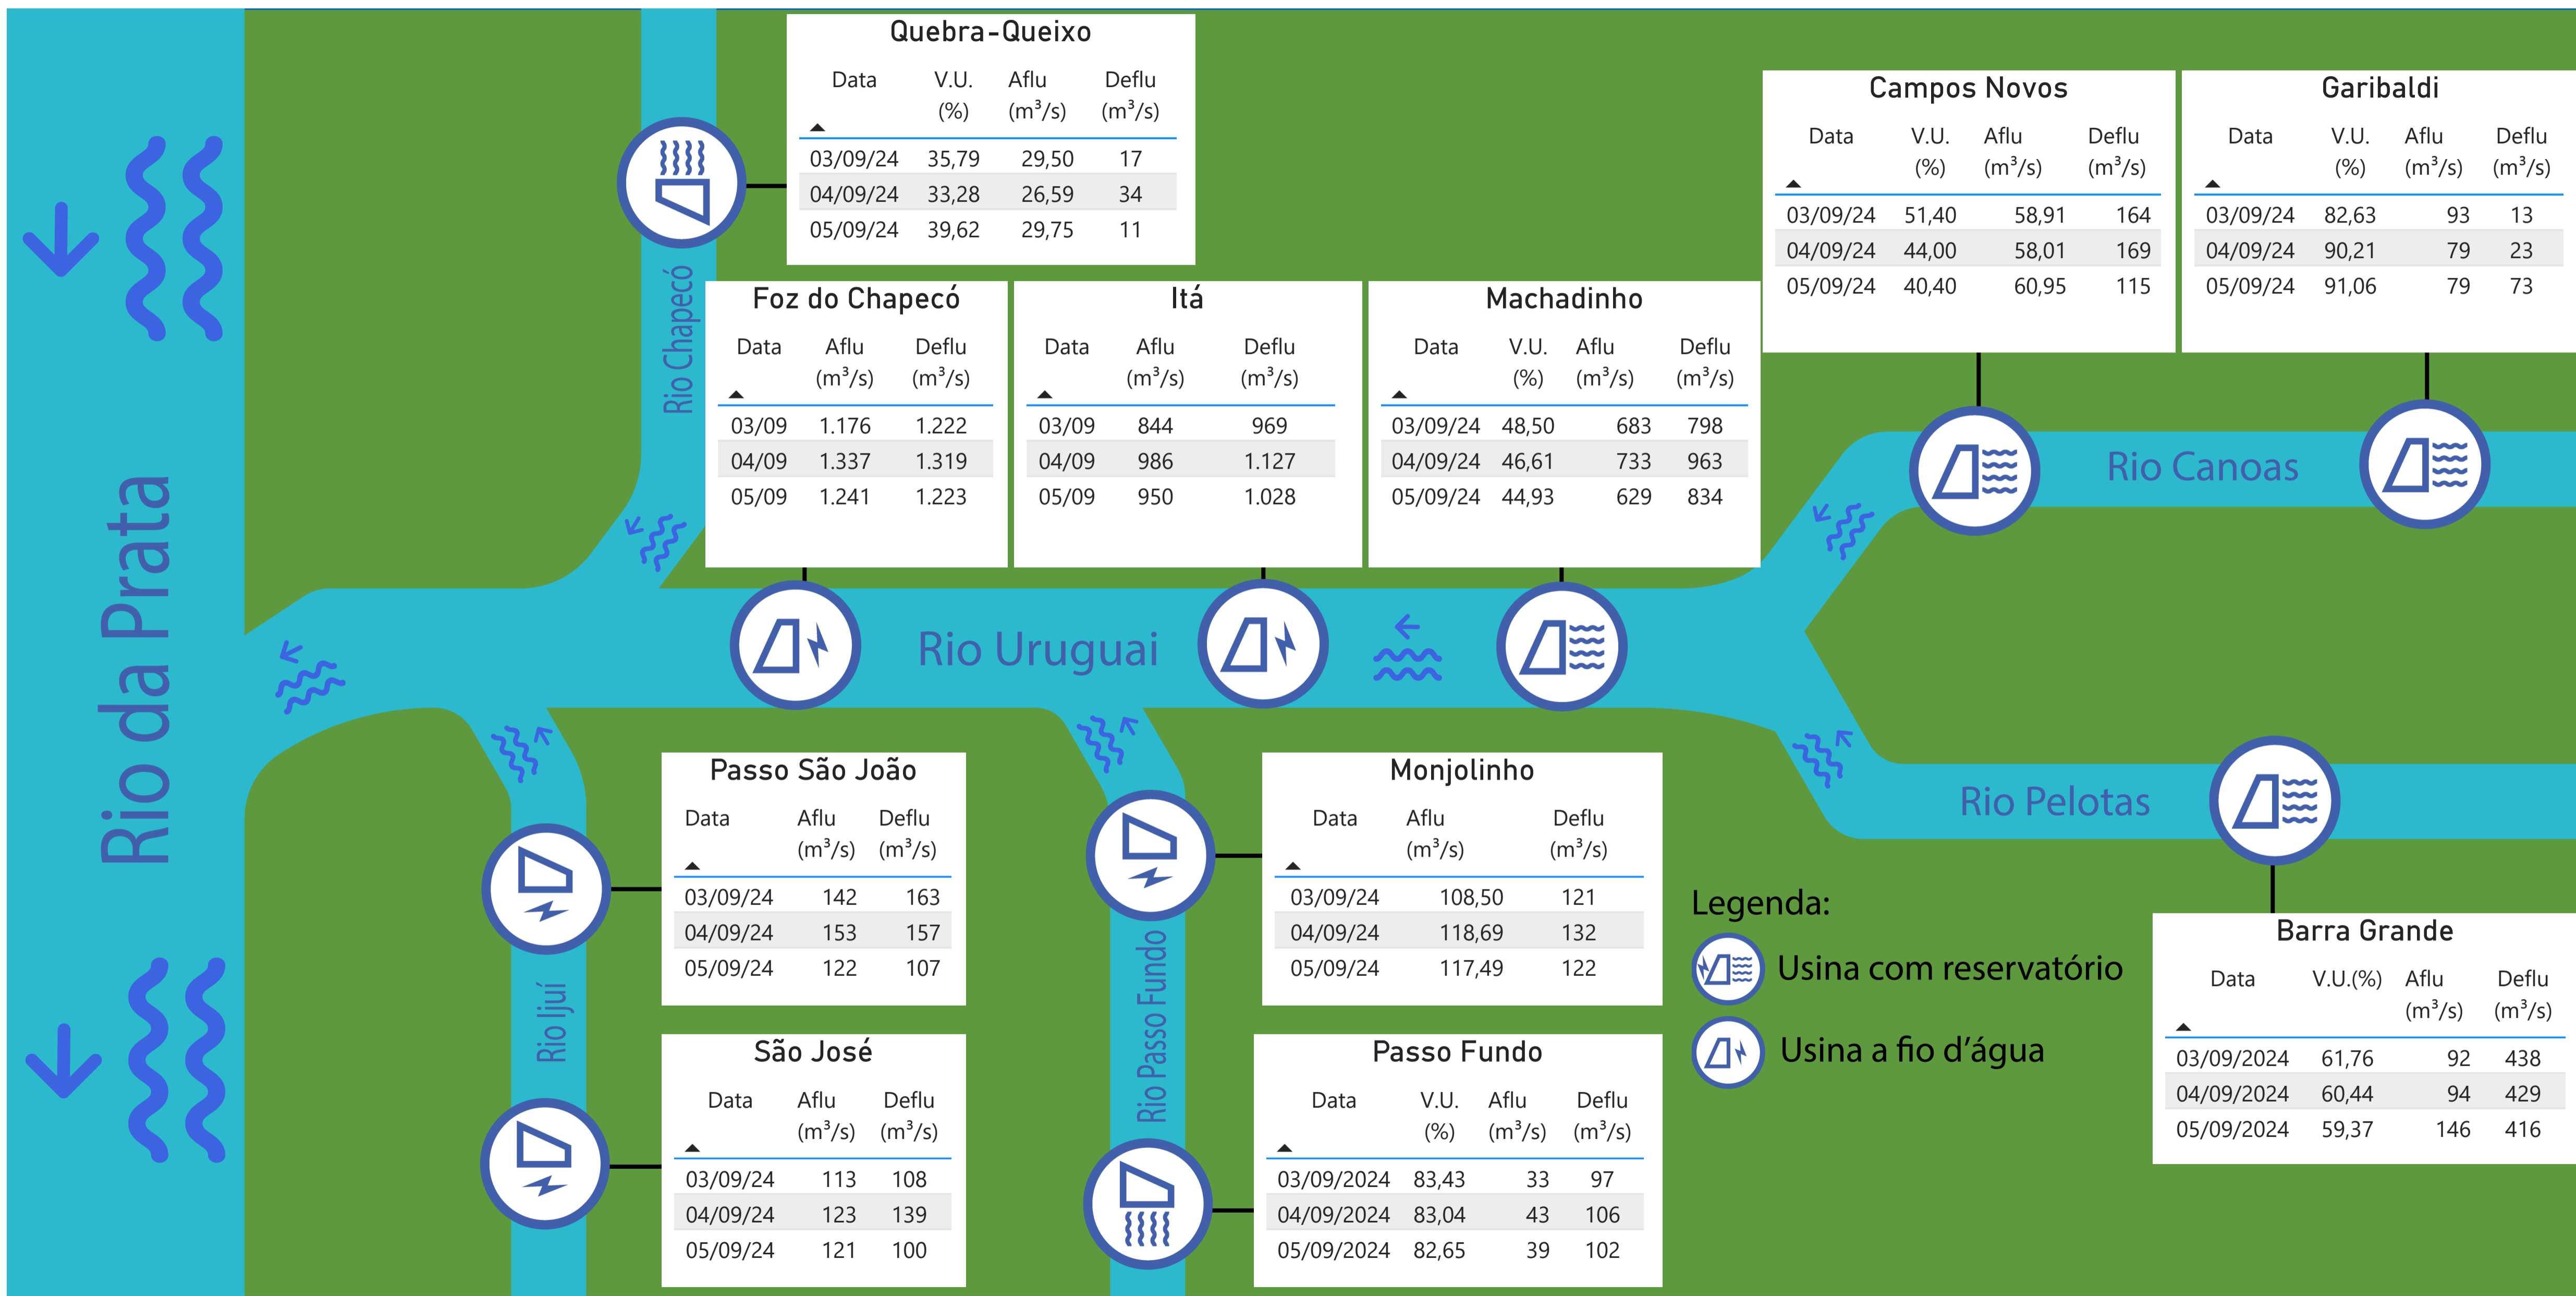 Quebra-Queixo
Data V.U. Aflu Deflu
(%) (m³/s) (m³/s)
03/09/24 35,79 29,50 17
04/09/24 33,28 26,59 34
05/09/24 39,62 29,75 11
Campos Novos
Data V.U. Aflu Deflu
(%) (m³/s) (m³/s)
03/09/24 51,40 58,91 164
04/09/24 44,00 58,01 169
05/09/24 40,40 60,95 115
Garibaldi
Data V.U. Aflu Deflu
(%) (m³/s) (m³/s)
03/09/24 82,63 93 13
04/09/24 90,21 79 23
05/09/24 91,06 79 73
Rio Chapecó
Foz do Chapecó
Data Aflu Deflu
(m³/s) (m³/s)
03/09 1.176 1.222
04/09 1.337 1.319
05/09 1.241 1.223
Itá
Data Aflu Deflu
(m³/s) (m³/s)
03/09 844 969
04/09 986 1.127
05/09 950 1.028
Machadinho
Data V.U. Aflu Deflu
(%) (m³/s) (m³/s)
03/09/24 48,50 683 798
04/09/24 46,61 733 963
05/09/24 44,93 629 834
Rio Canoas
Rio da Prata
Rio Uruguai
Rio Pelotas
Passo São João
Data Aflu Deflu
(m³/s) (m³/s)
03/09/24 142 163
04/09/24 153 157
05/09/24 122 107
Monjolinho
Data Aflu Deflu
(m³/s) (m³/s)
03/09/24 108,50 121
04/09/24 118,69 132
05/09/24 117,49 122
Legenda:
Usina com reservatório
Usina a fio d’água
Barra Grande
Data V.U.(%) Aflu Deflu
(m³/s) (m³/s)
03/09/2024 61,76 92 438
04/09/2024 60,44 94 429
05/09/2024 59,37 146 416
Rio Ijuí
São José
Data Aflu Deflu
(m³/s) (m³/s)
03/09/24 113 108
04/09/24 123 139
05/09/24 121 100
Rio Passo Fundo
Passo Fundo
Data V.U. Aflu Deflu
(%) (m³/s) (m³/s)
03/09/2024 83,43 33 97
04/09/2024 83,04 43 106
05/09/2024 82,65 39 102